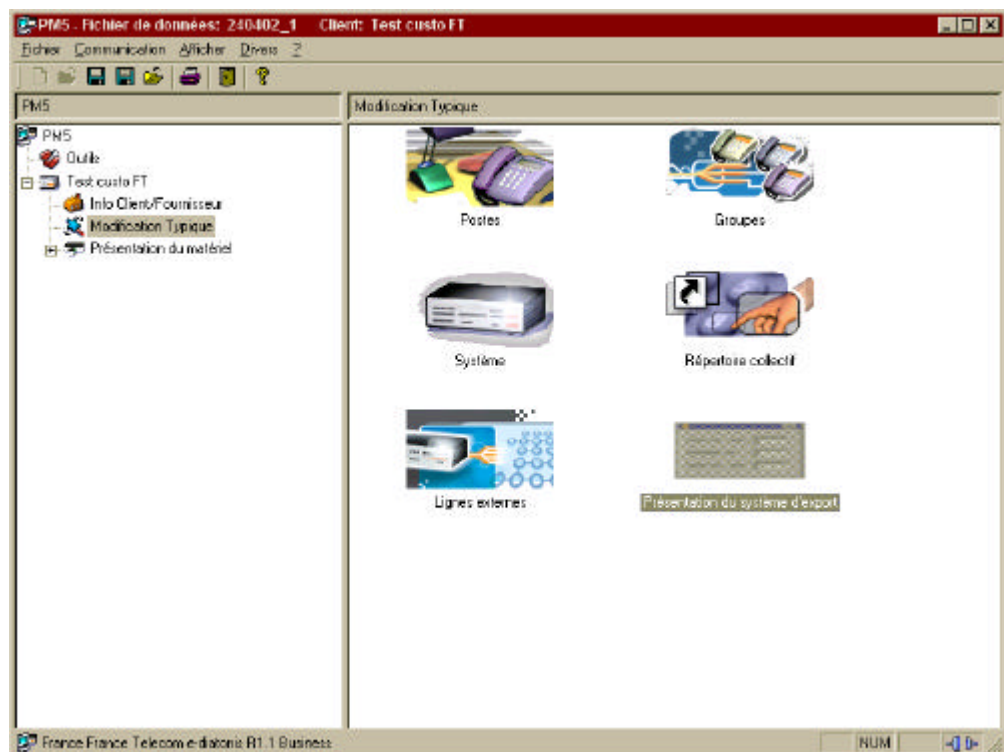 PM5 - Fichier de données: 240402_1 Client: Test custo FT
Fichier Communication Afficher Divers ?
PM5
Modification Typique
PM5
Outils
Test custo FT
Info Client/Fournisseur
Modification Typique
Présentation du matériel
Postes
Groupes
Système
Répertoire collectif
Lignes externes
Présentation du système d'export
France France Telecom e-diatonis R1.1 Business
NUM